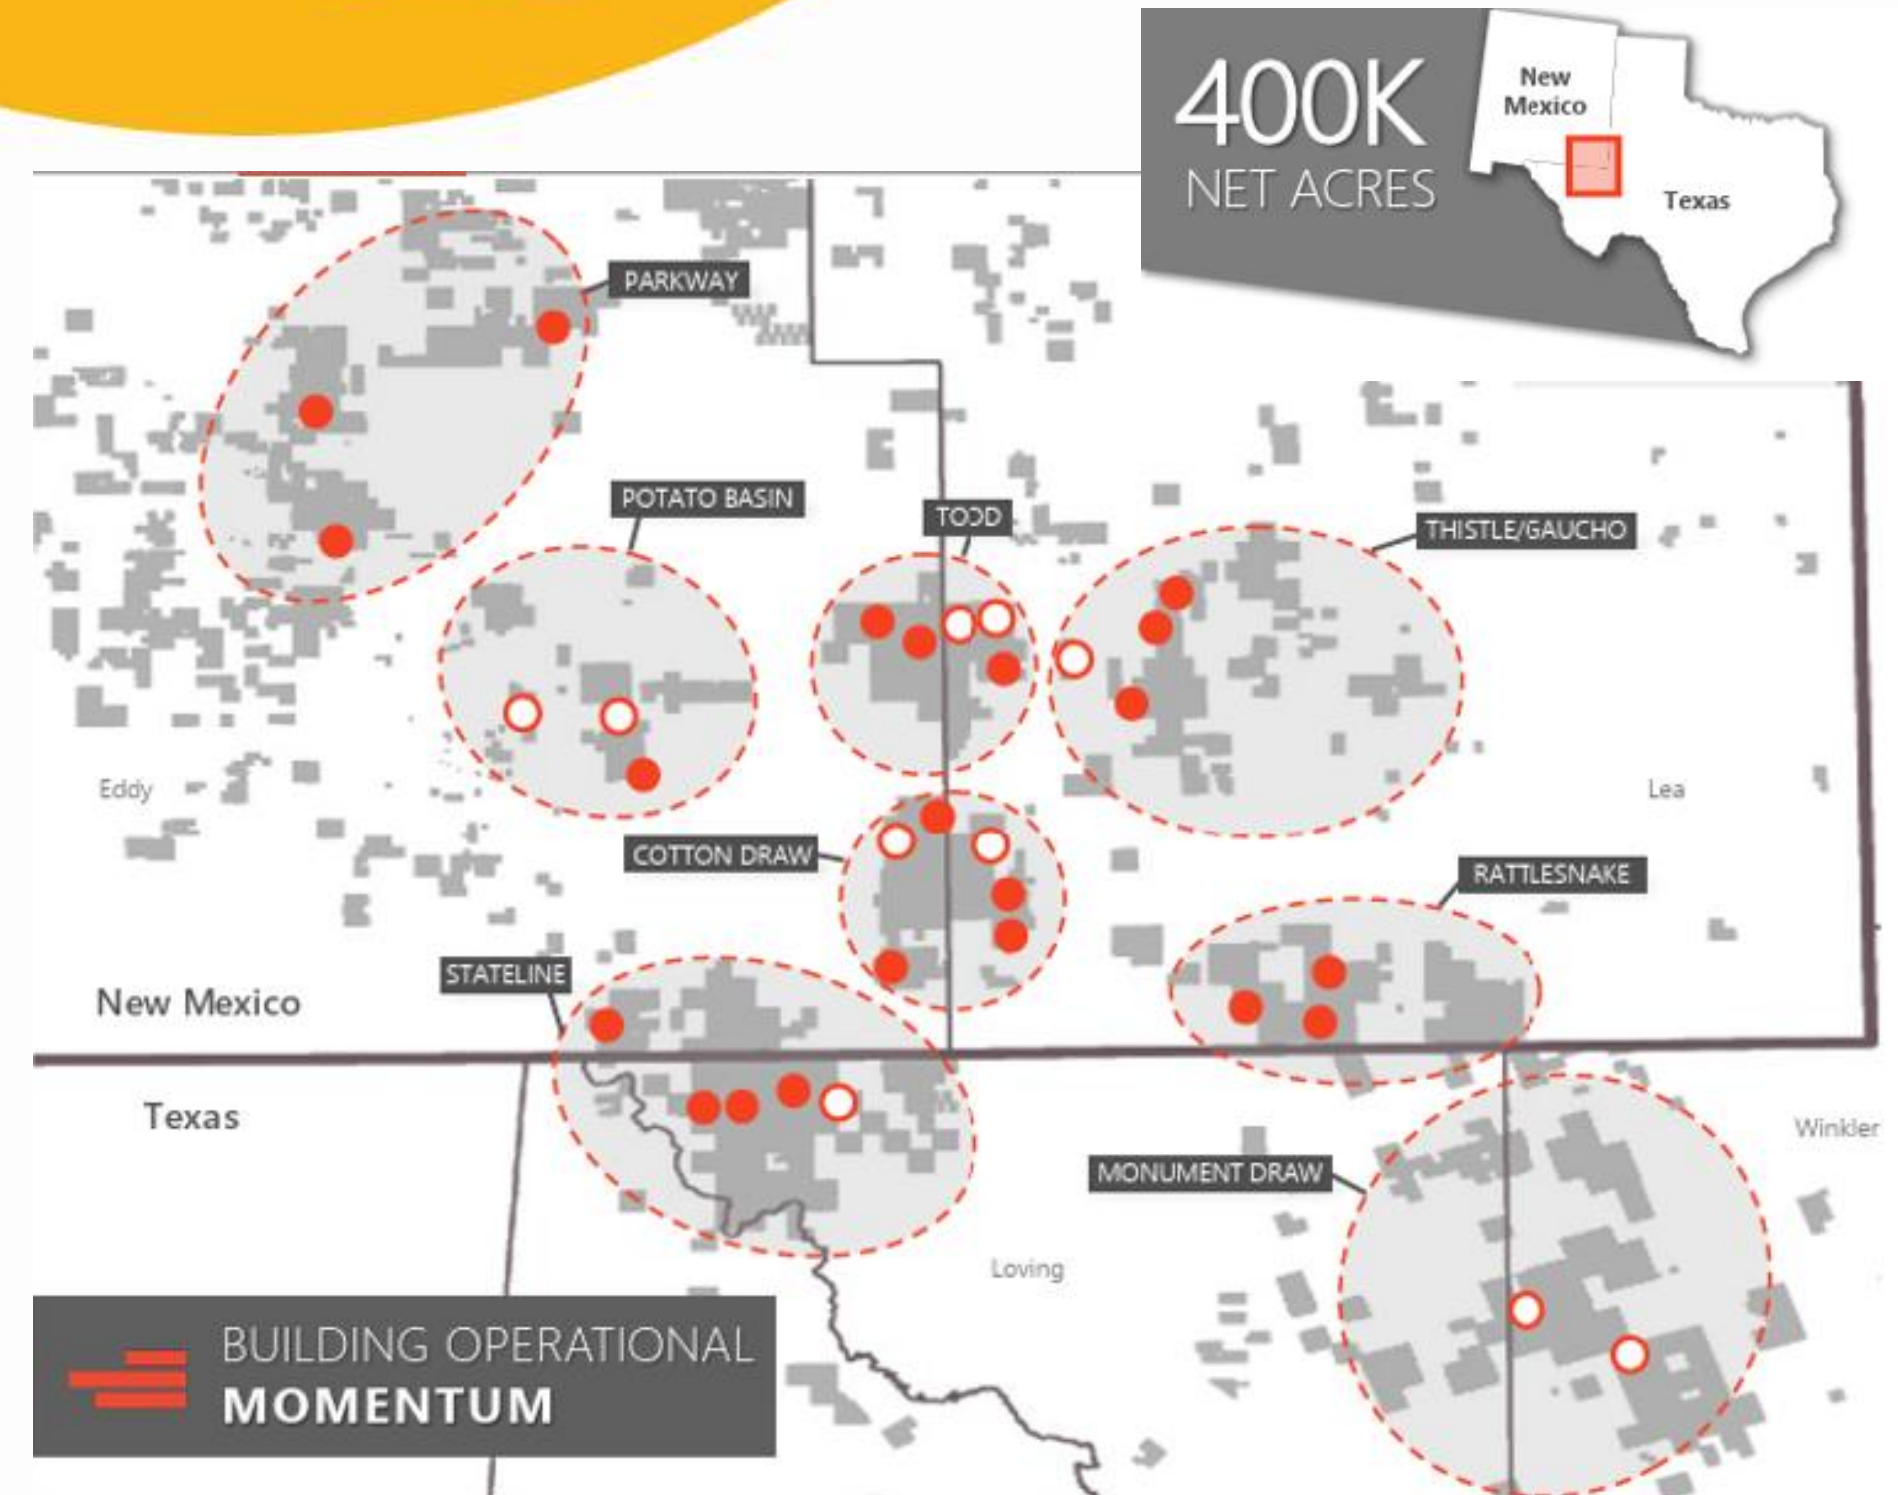 400K
NET ACRES
New
Mexico
Texas
PARKWAY
POTATO BASIN
TODD
THISTLE/GAUCHO
Eddy
Lea
COTTON DRAW
RATTLESNAKE
STATELINE
New Mexico
Texas
Winkler
MONUMENT DRAW
Loving
BUILDING OPERATIONAL
MOMENTUM